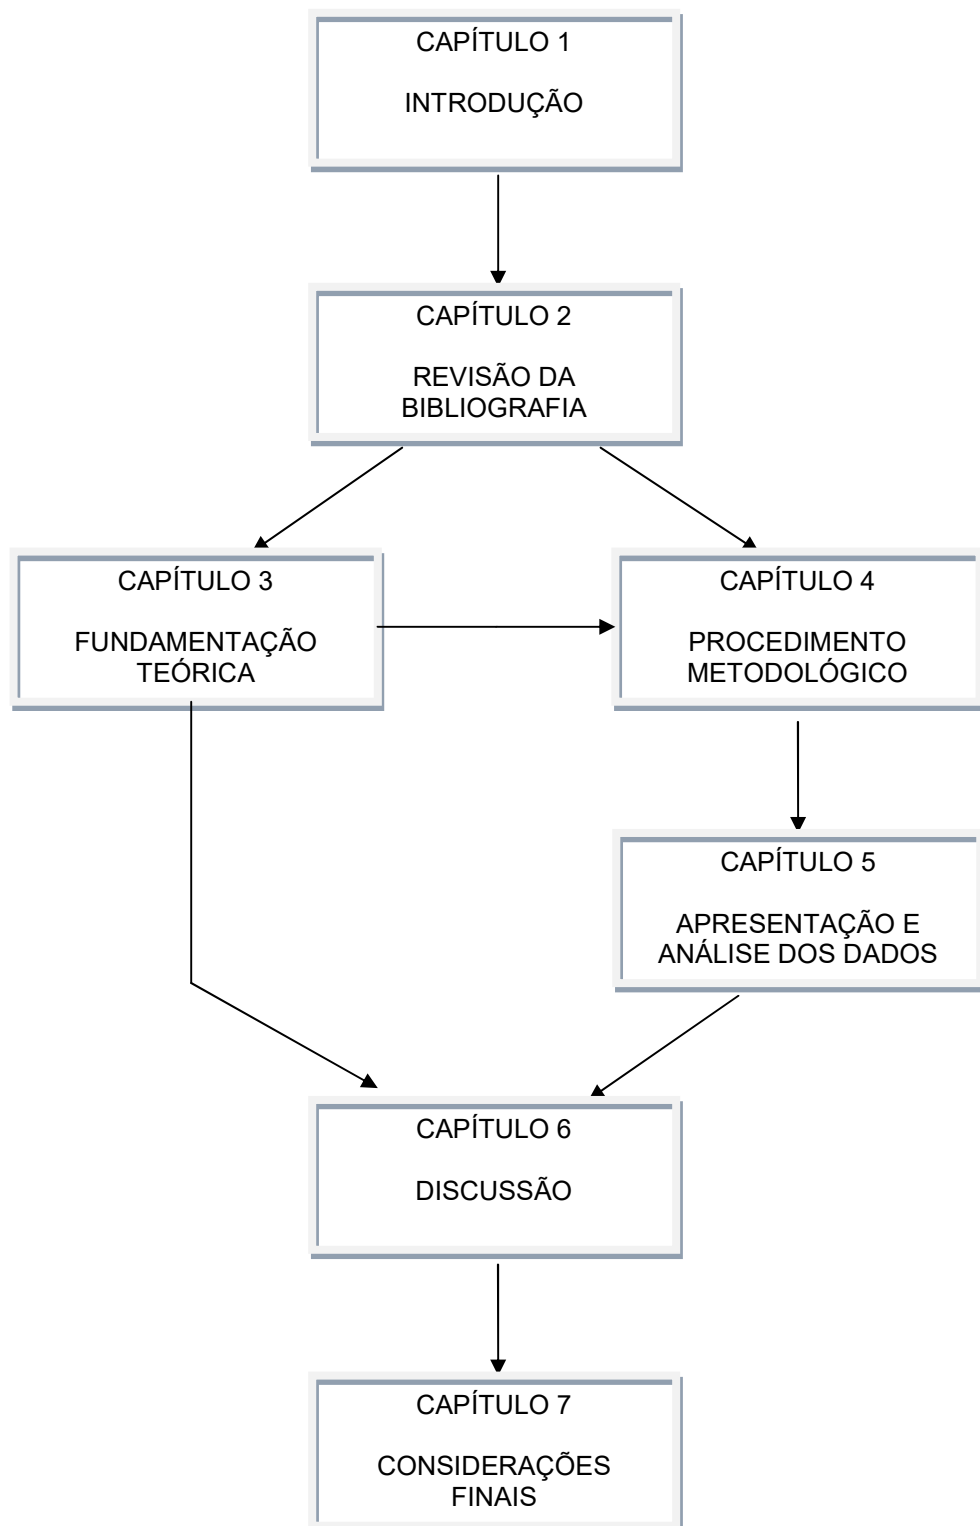 CAPÍTULO 1
INTRODUÇÃO
CAPÍTULO 2
REVISÃO DA
BIBLIOGRAFIA
CAPÍTULO 3
FUNDAMENTAÇÃO
TEÓRICA
CAPÍTULO 4
PROCEDIMENTO
METODOLÓGICO
CAPÍTULO 5
APRESENTAÇÃO E
ANÁLISE DOS DADOS
CAPÍTULO 6
DISCUSSÃO
CAPÍTULO 7
CONSIDERAÇÕES
FINAIS